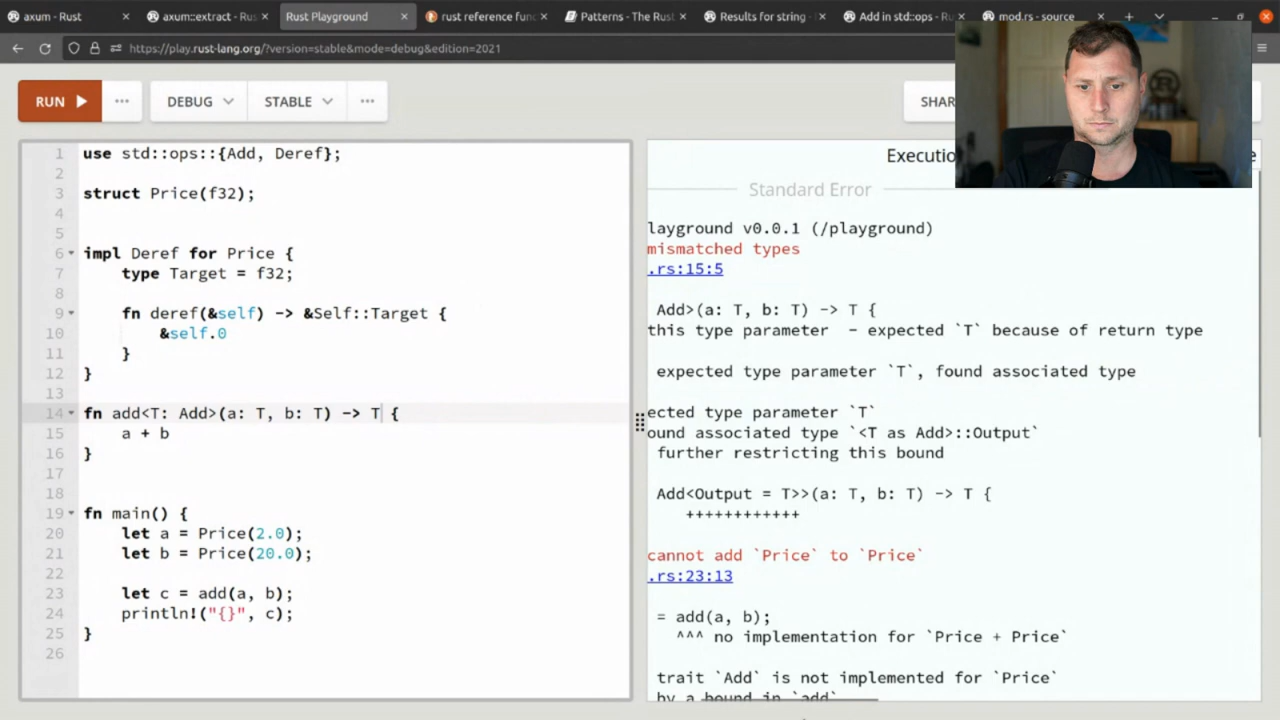 axum - Rust
axum::extract - Rus
Rust Playground
rust reference func
Patterns - The Rust
Results for string -
Add in std::ops - Ru
mod.rs - source
https://play.rust-lang.org/?version=stable&mode=debug&edition=2021
RUN
DEBUG
STABLE
SHAR
1 use std::ops::{Add, Deref};
2
3 struct Price(f32);
4
5
6 impl Deref for Price {
7 type Target = f32;
8
9 fn deref(&self) -> &Self::Target {
10 &self.0
11 }
12 }
13
14 fn add<T: Add>(a: T, b: T) -> T {
15 a + b
16 }
17
18
19 fn main() {
20 let a = Price(2.0);
21 let b = Price(20.0);
22
23 let c = add(a, b);
24 println!("{}", c);
25 }
26
Executio
e
Standard Error
layground v0.0.1 (/playground)
mismatched types
.rs:15:5
Add>(a: T, b: T) -> T {
this type parameter - expected `T` because of return type
expected type parameter `T`, found associated type
ected type parameter `T`
ound associated type `<T as Add>::Output`
further restricting this bound
Add<Output = T>>(a: T, b: T) -> T {
++++++++++++
cannot add `Price` to `Price`
.rs:23:13
= add(a, b);
^^^ no implementation for `Price + Price`
trait `Add` is not implemented for `Price`
by a bound in `add`